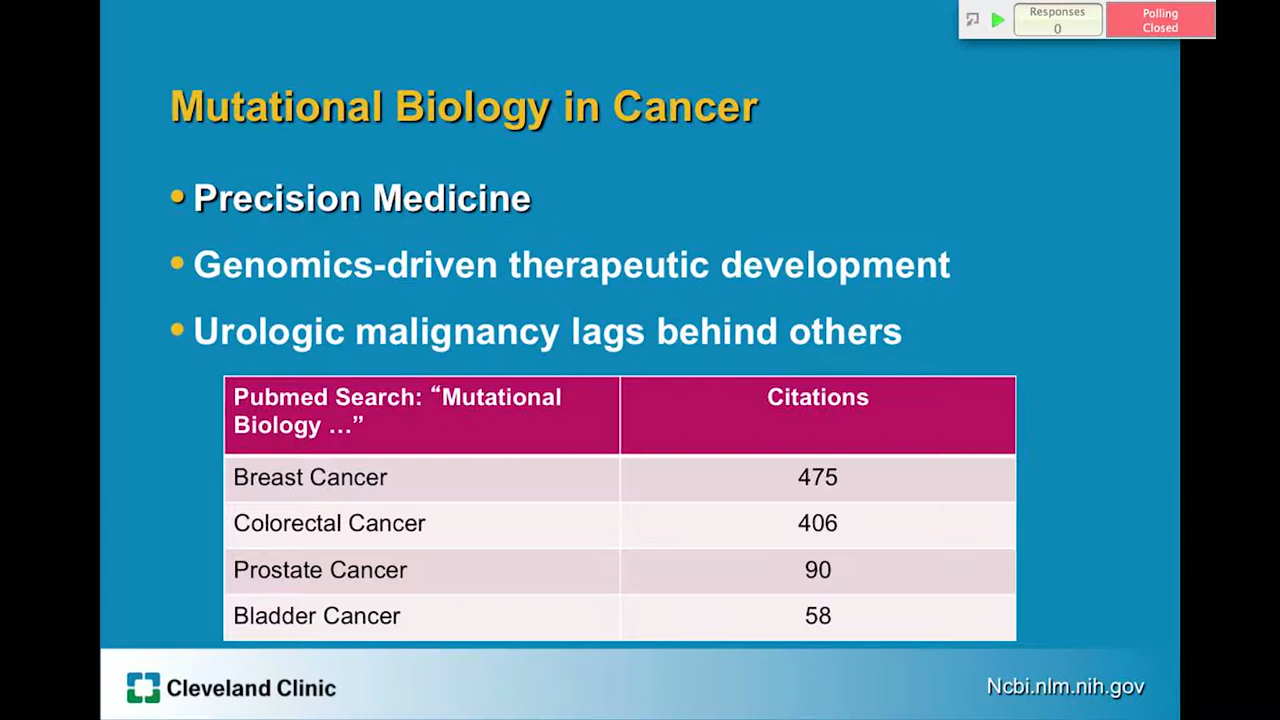 Responses
0
Polling
Closed
Mutational Biology in Cancer
• Precision Medicine
• Genomics-driven therapeutic development
• Urologic malignancy lags behind others
Pubmed Search: “Mutational
Biology …”
Citations
Breast Cancer 475
Colorectal Cancer 406
Prostate Cancer 90
Bladder Cancer 58
Cleveland Clinic
Ncbi.nlm.nih.gov